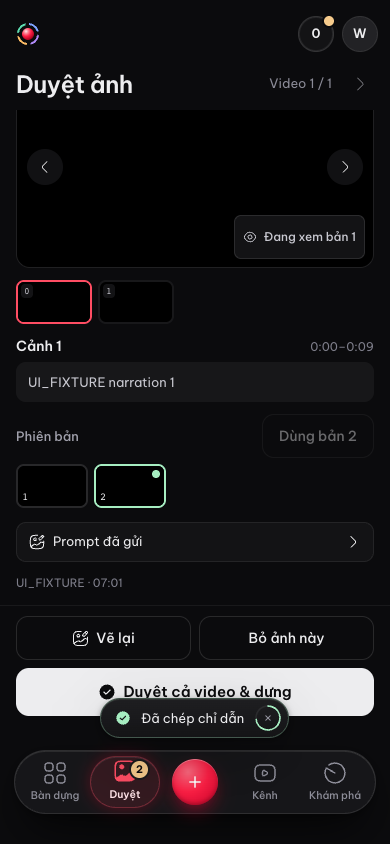 0
W
Duyệt ảnh
Video 1 / 1
Đang xem bản 1
0
1
Cảnh 1
0:00–0:09
UI_FIXTURE narration 1
Phiên bản
Dùng bản 2
1
2
Prompt đã gửi
UI_FIXTURE · 07:01
Vẽ lại
Bỏ ảnh này
Duyệt cả video & dựng
Đã chép chỉ dẫn
Bàn dựng
2
Duyệt
Kênh
Khám phá